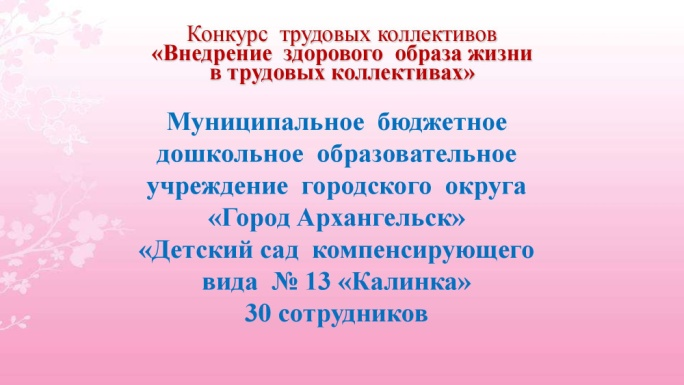 Конкурс трудовых коллективов
«Внедрение здорового образа жизни
в трудовых коллективах»
Муниципальное бюджетное
дошкольное образовательное
учреждение городского округа
«Город Архангельск»
«Детский сад компенсирующего
вида № 13 «Калинка»
30 сотрудников